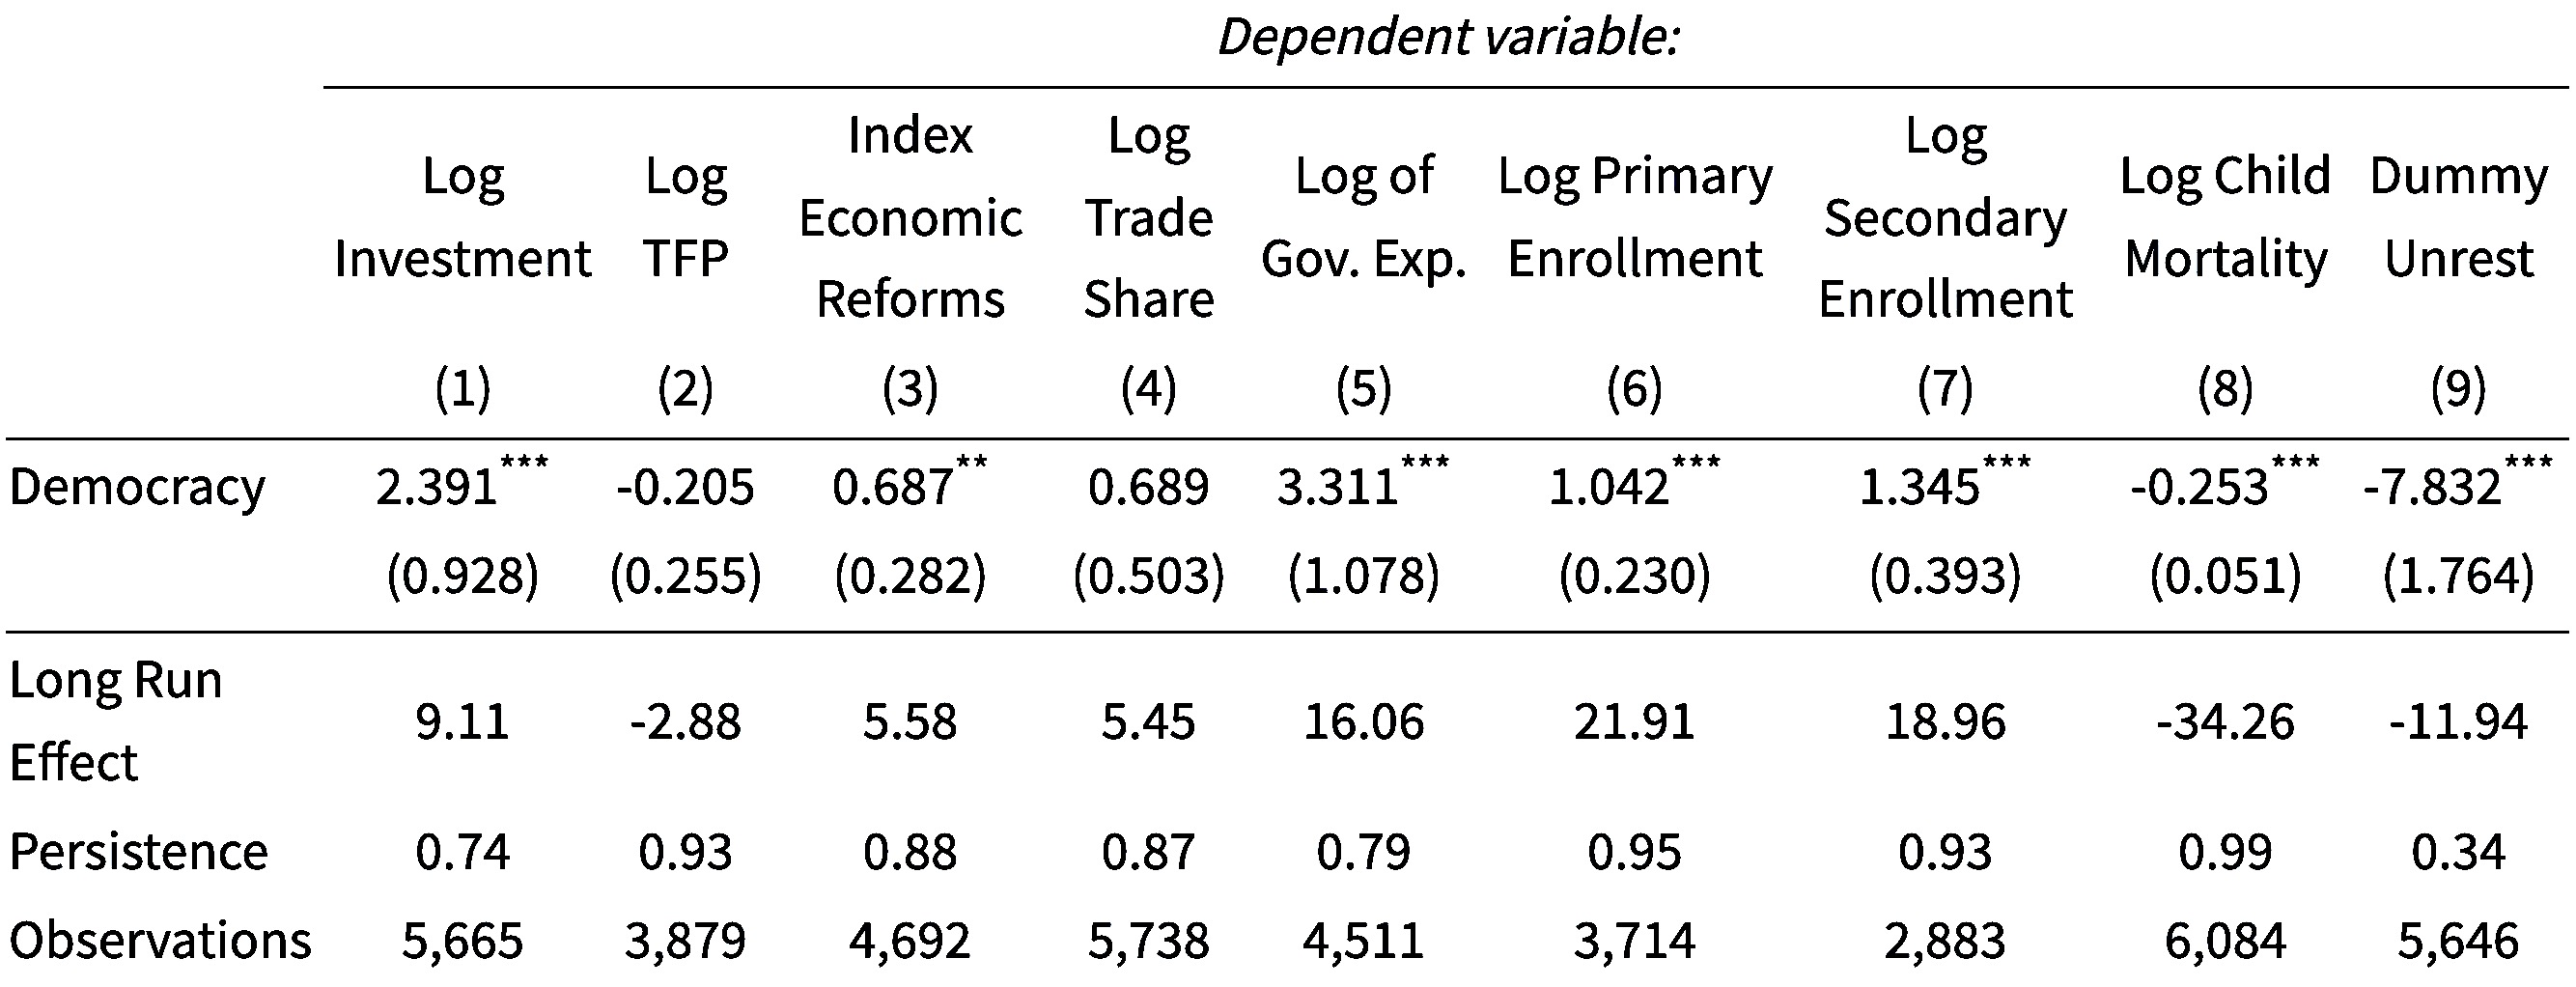 Dependent variable:
Log Investment Log TFP Index Economic Reforms Log Trade Share Log of Gov. Exp. Log Primary Enrollment Log Secondary Enrollment Log Child Mortality Dummy Unrest
(1) (2) (3) (4) (5) (6) (7) (8) (9)
Democracy 2.391*** -0.205 0.687** 0.689 3.311*** 1.042*** 1.345*** -0.253*** -7.832***
(0.928) (0.255) (0.282) (0.503) (1.078) (0.230) (0.393) (0.051) (1.764)
Long Run Effect 9.11 -2.88 5.58 5.45 16.06 21.91 18.96 -34.26 -11.94
Persistence 0.74 0.93 0.88 0.87 0.79 0.95 0.93 0.99 0.34
Observations 5,665 3,879 4,692 5,738 4,511 3,714 2,883 6,084 5,646